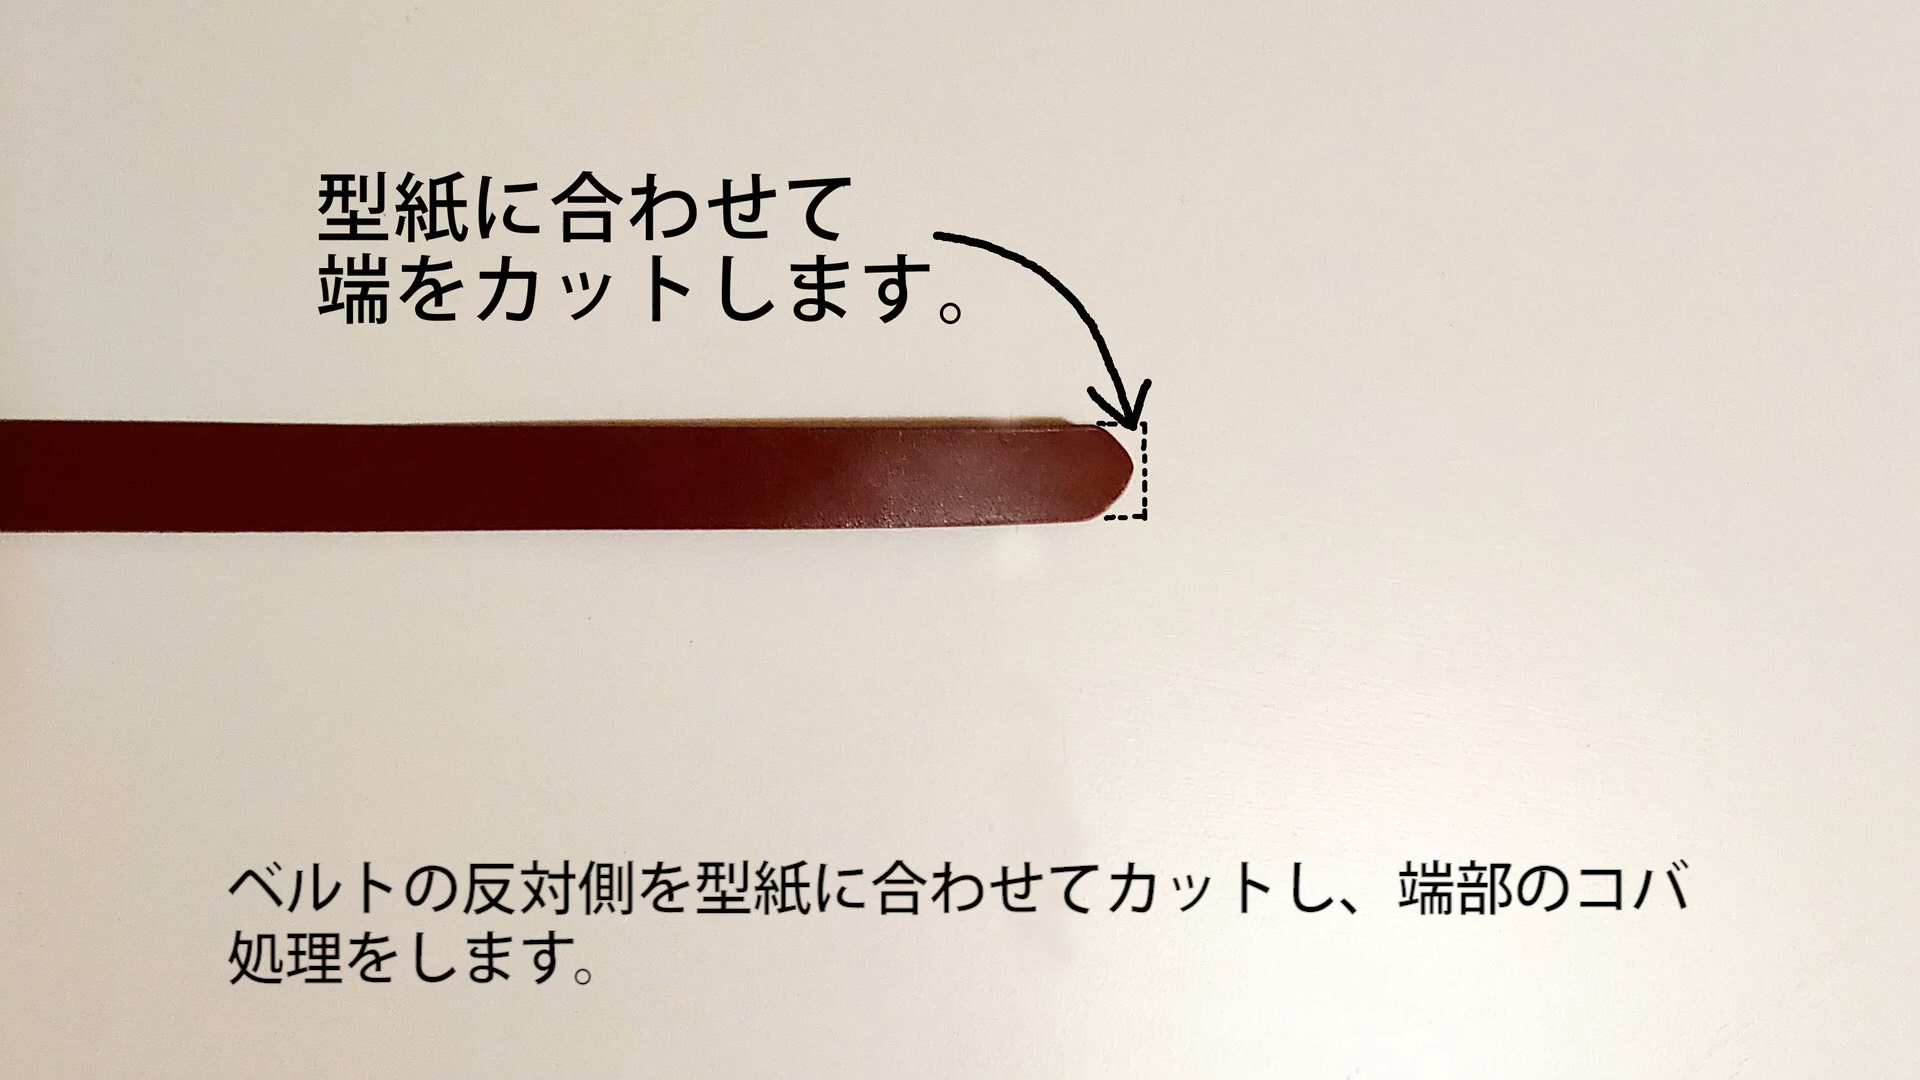 型紙に合わせて
端をカットします。
ベルトの反対側を型紙に合わせてカットし、端部のコバ
処理をします。